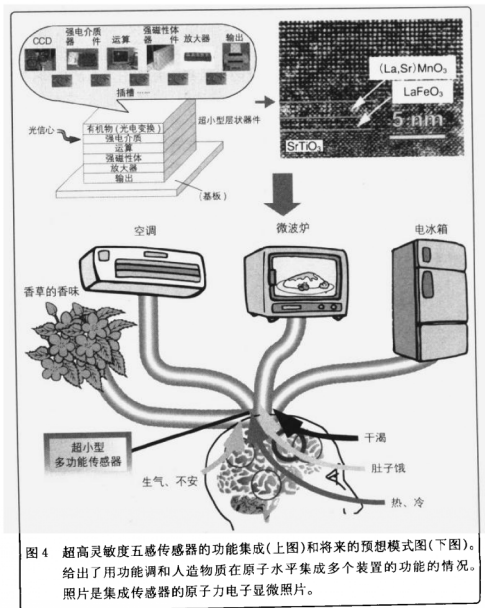 CCD
强电介质
器 件
运算
强磁性体
器 件
放大器
输出
插槽 ······
光信心
有机物(光电变换)
强电介质
运算
强磁性体
放大器
输出
超小型层状器件
(基板)
(La,Sr)MnO₃
LaFeO₃
5 nm
SrTiO₃
空调
微波炉
电冰箱
香草的香味
超小型
多功能传感器
生气、不安
干渴
肚子饿
热、冷
图 4 超高灵敏度五感传感器的功能集成(上图)和将来的预想模式图(下图)。
给出了用功能调和人造物质在原子水平集成多个装置的功能的情况。
照片是集成传感器的原子力电子显微照片。